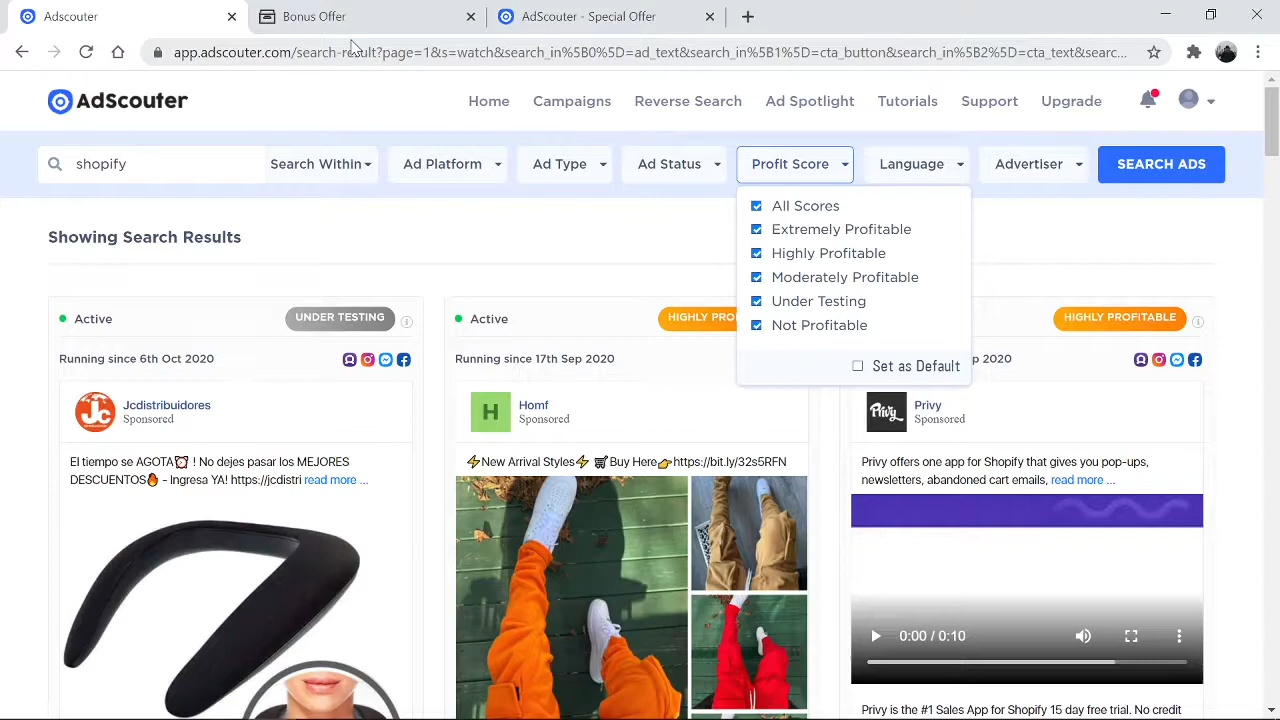 Adscouter
Bonus Offer
AdScouter - Special Offer
app.adscouter.com/search-result?page=1&s=watch&search_in%5B0%5D=ad_text&search_in%5B1%5D=cta_button&search_in%5B2%5D=cta_text&searc...
AdScouter
Home
Campaigns
Reverse Search
Ad Spotlight
Tutorials
Support
Upgrade
shopify
Search Within
Ad Platform
Ad Type
Ad Status
Profit Score
Language
Advertiser
SEARCH ADS
All Scores
Extremely Profitable
Highly Profitable
Moderately Profitable
Under Testing
Not Profitable
Set as Default
Showing Search Results
Active
UNDER TESTING
Running since 6th Oct 2020
Jcdistribuidores
Sponsored
El tiempo se AGOTA⏰ ! No dejes pasar los MEJORES
DESCUENTOS🔥 - Ingresa YA! https://jcdistri read more ...
Active
HIGHLY PRO
Running since 17th Sep 2020
H
Homf
Sponsored
⚡New Arrival Styles⚡ 🛒Buy Here👉https://bit.ly/32s5RFN
HIGHLY PROFITABLE
p 2020
Privy
Privy
Sponsored
Privy offers one app for Shopify that gives you pop-ups,
newsletters, abandoned cart emails, read more ...
0:00 / 0:10
Privy is the #1 Sales App for Shopify 15 day free trial. No credit